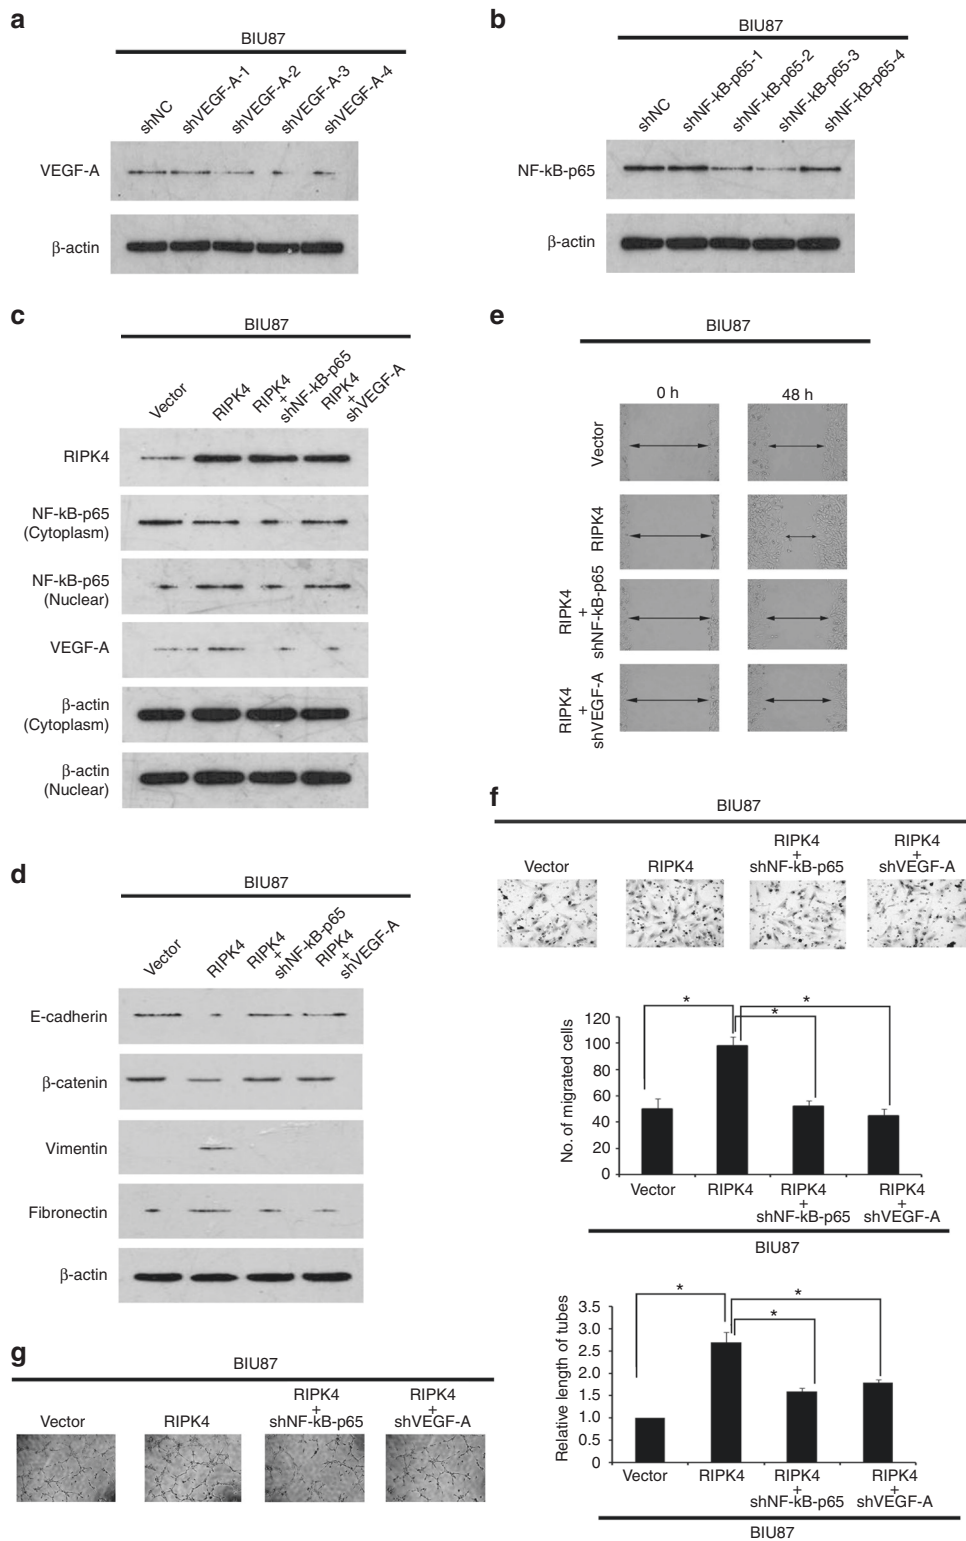 a
BIU87
shNC
shVEGF-A-1
shVEGF-A-2
shVEGF-A-3
shVEGF-A-4
VEGF-A
β-actin
b
BIU87
shNC
shNF-kB-p65-1
shNF-kB-p65-2
shNF-kB-p65-3
shNF-kB-p65-4
NF-kB-p65
β-actin
c
BIU87
Vector
RIPK4
RIPK4
+
shNF-kB-p65
RIPK4
+
shVEGF-A
RIPK4
NF-kB-p65
(Cytoplasm)
NF-kB-p65
(Nuclear)
VEGF-A
β-actin
(Cytoplasm)
β-actin
(Nuclear)
e
BIU87
0 h
48 h
Vector
RIPK4
RIPK4
+
shNF-kB-p65
RIPK4
+
shVEGF-A
d
BIU87
Vector
RIPK4
RIPK4
+
shNF-kB-p65
RIPK4
+
shVEGF-A
E-cadherin
β-catenin
Vimentin
Fibronectin
β-actin
f
BIU87
Vector
RIPK4
RIPK4
+
shNF-kB-p65
RIPK4
+
shVEGF-A
No. of migrated cells
120
100
80
60
40
20
0
*
*
*
Vector
RIPK4
RIPK4
+
shNF-kB-p65
RIPK4
+
shVEGF-A
BIU87
g
BIU87
Vector
RIPK4
RIPK4
+
shNF-kB-p65
RIPK4
+
shVEGF-A
Relative length of tubes
3.5
3.0
2.5
2.0
1.5
1.0
0.5
0
*
*
*
Vector
RIPK4
RIPK4
+
shNF-kB-p65
RIPK4
+
shVEGF-A
BIU87